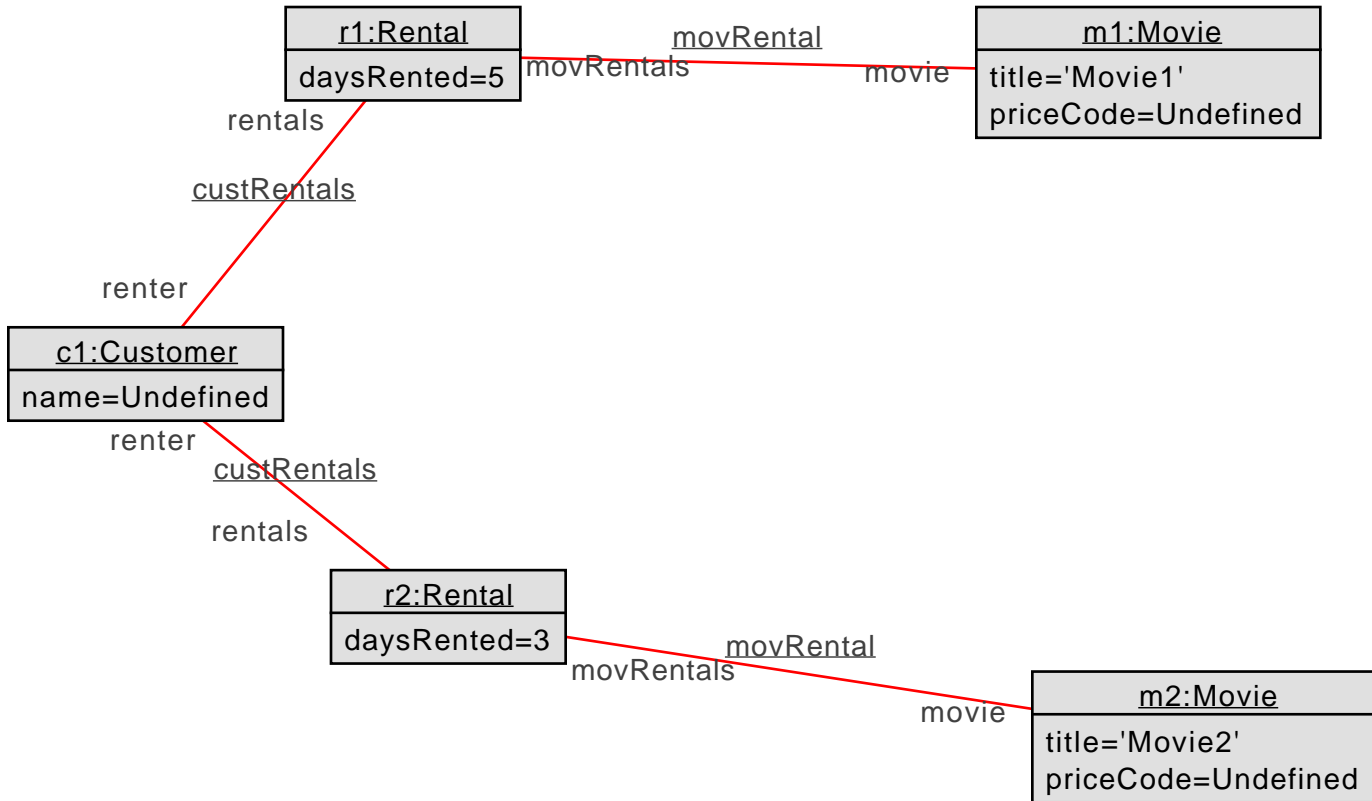 r1:Rental
daysRented=5
movRental
movRentals
movie
m1:Movie
title='Movie1'
priceCode=Undefined
rentals
custRentals
renter
c1:Customer
name=Undefined
renter
custRentals
rentals
r2:Rental
daysRented=3
movRental
movRentals
movie
m2:Movie
title='Movie2'
priceCode=Undefined